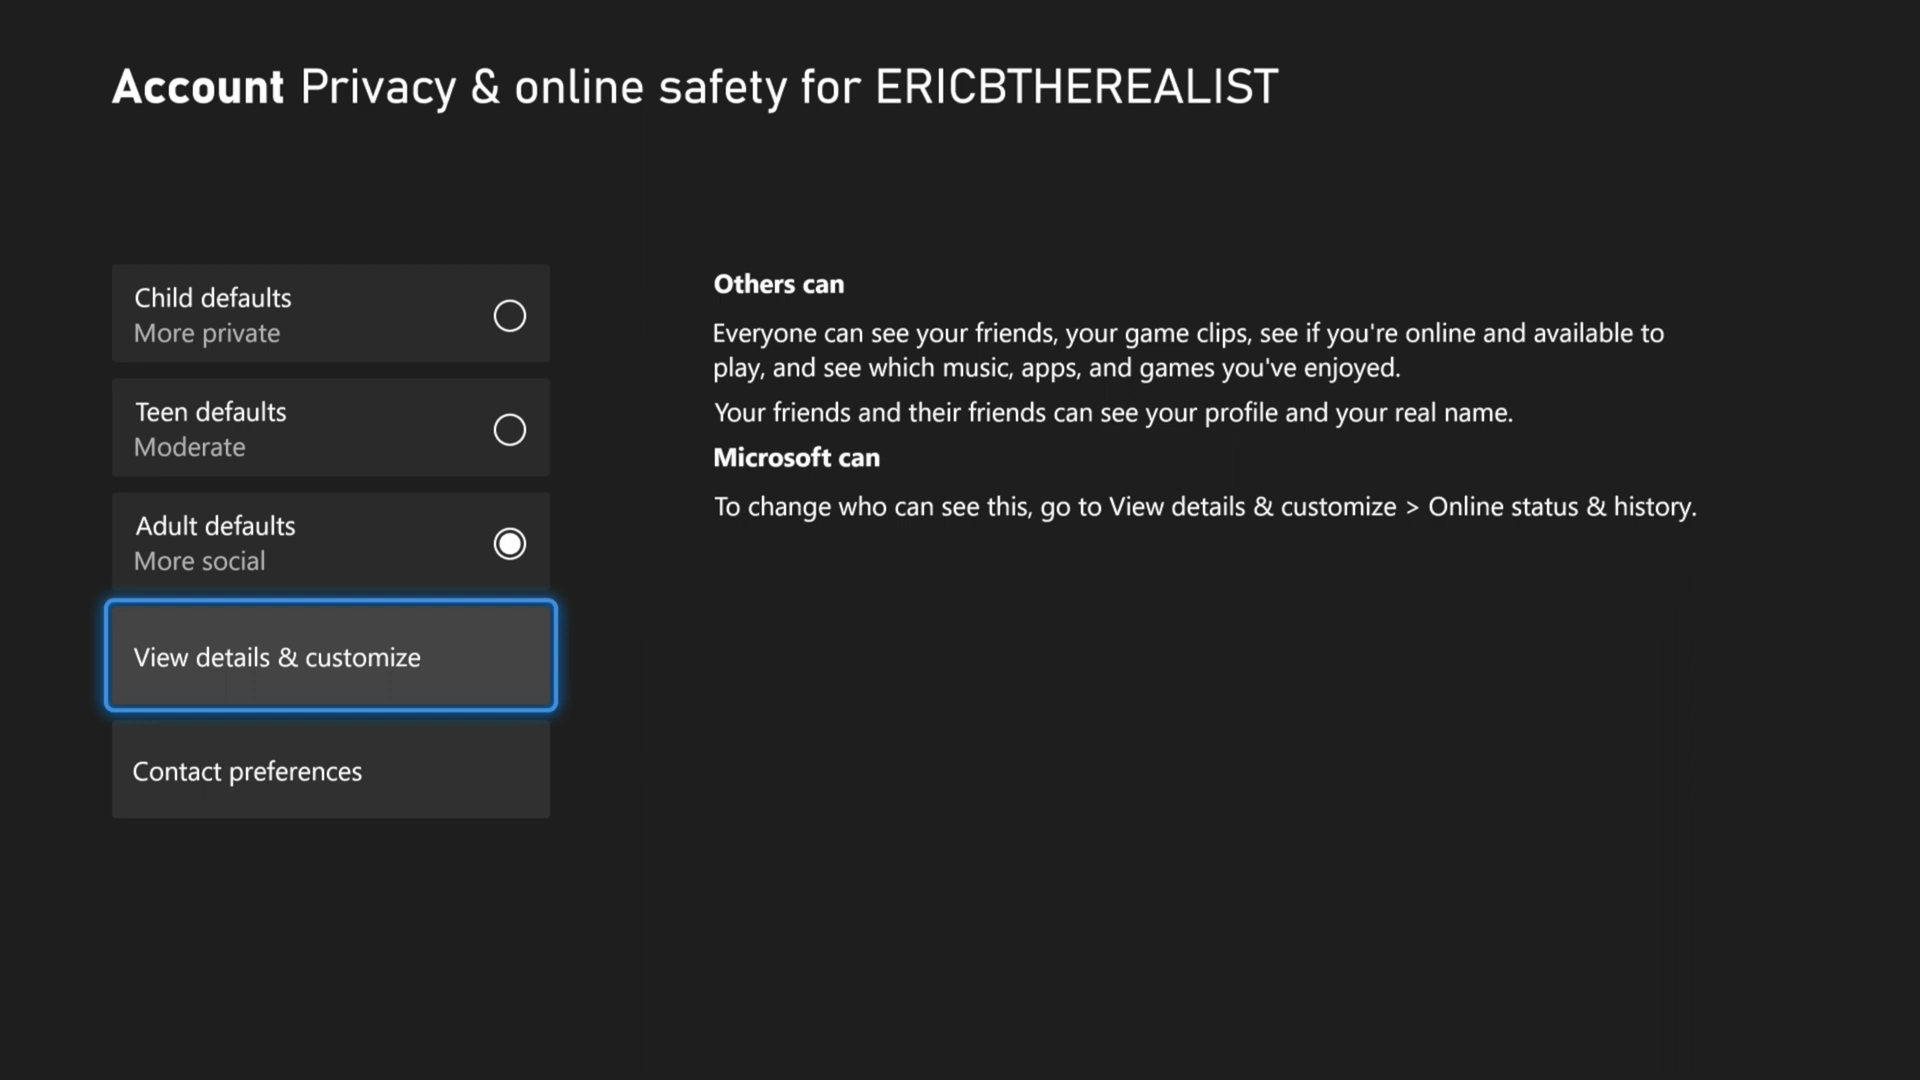 Account Privacy & online safety for ERICBTHEREALIST
Child defaults
More private
Teen defaults
Moderate
Adult defaults
More social
View details & customize
Contact preferences
Others can
Everyone can see your friends, your game clips, see if you're online and available to
play, and see which music, apps, and games you've enjoyed.
Your friends and their friends can see your profile and your real name.
Microsoft can
To change who can see this, go to View details & customize > Online status & history.